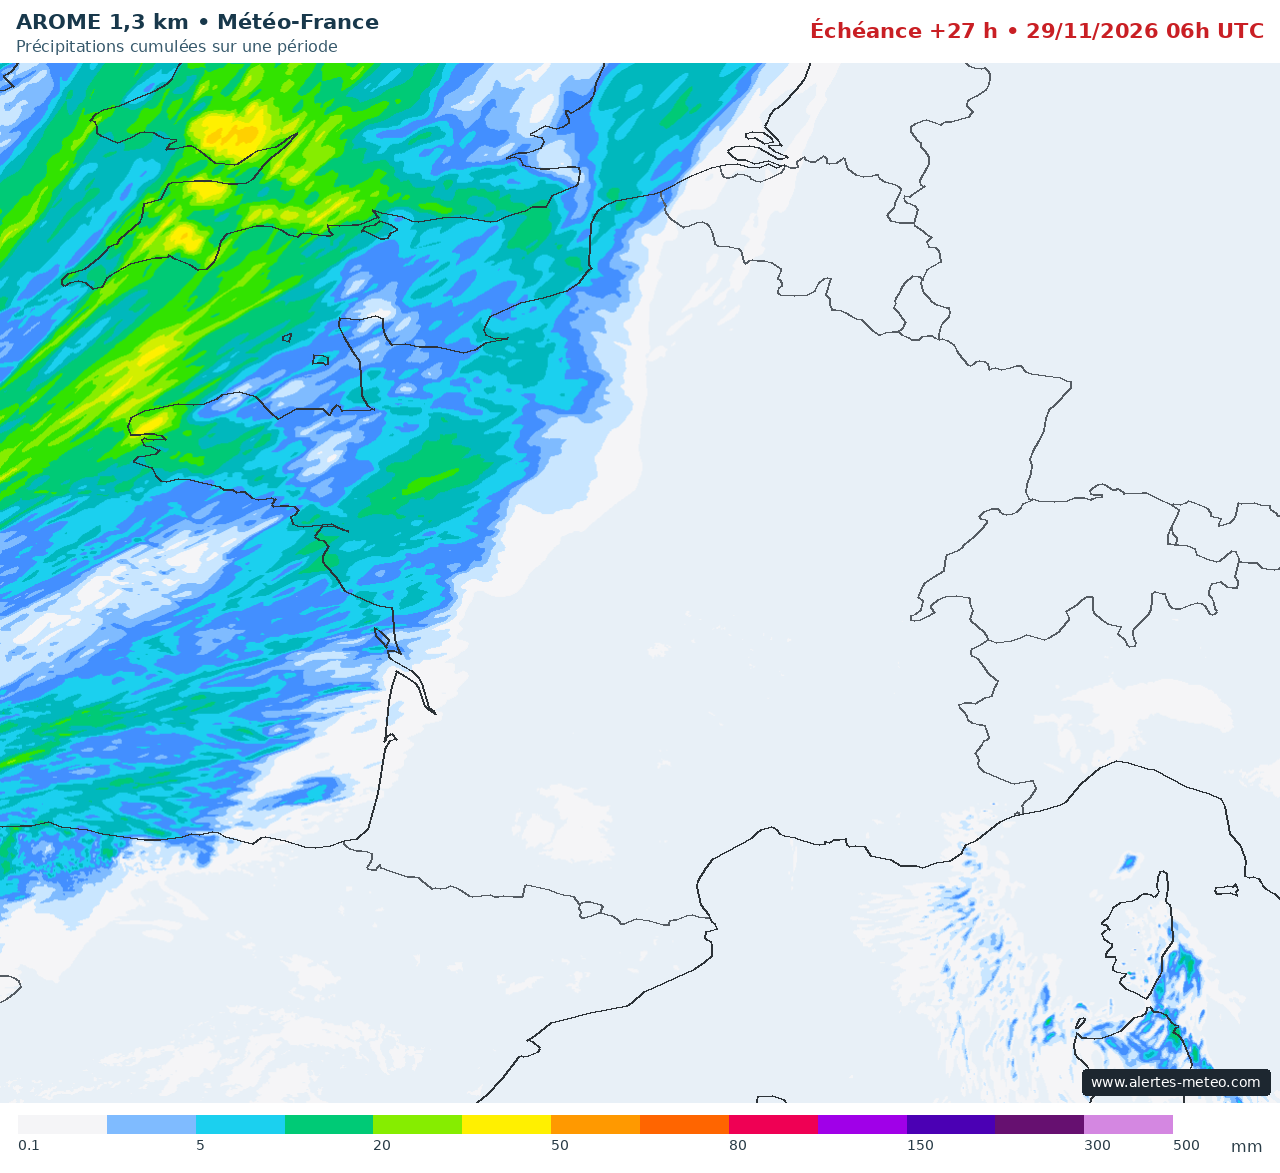 AROME 1,3 km • Météo-France
Précipitations cumulées sur une période
Échéance +27 h • 29/11/2026 06h UTC
www.alertes-meteo.com
0.1 5 20 50 80 150 300 500 mm